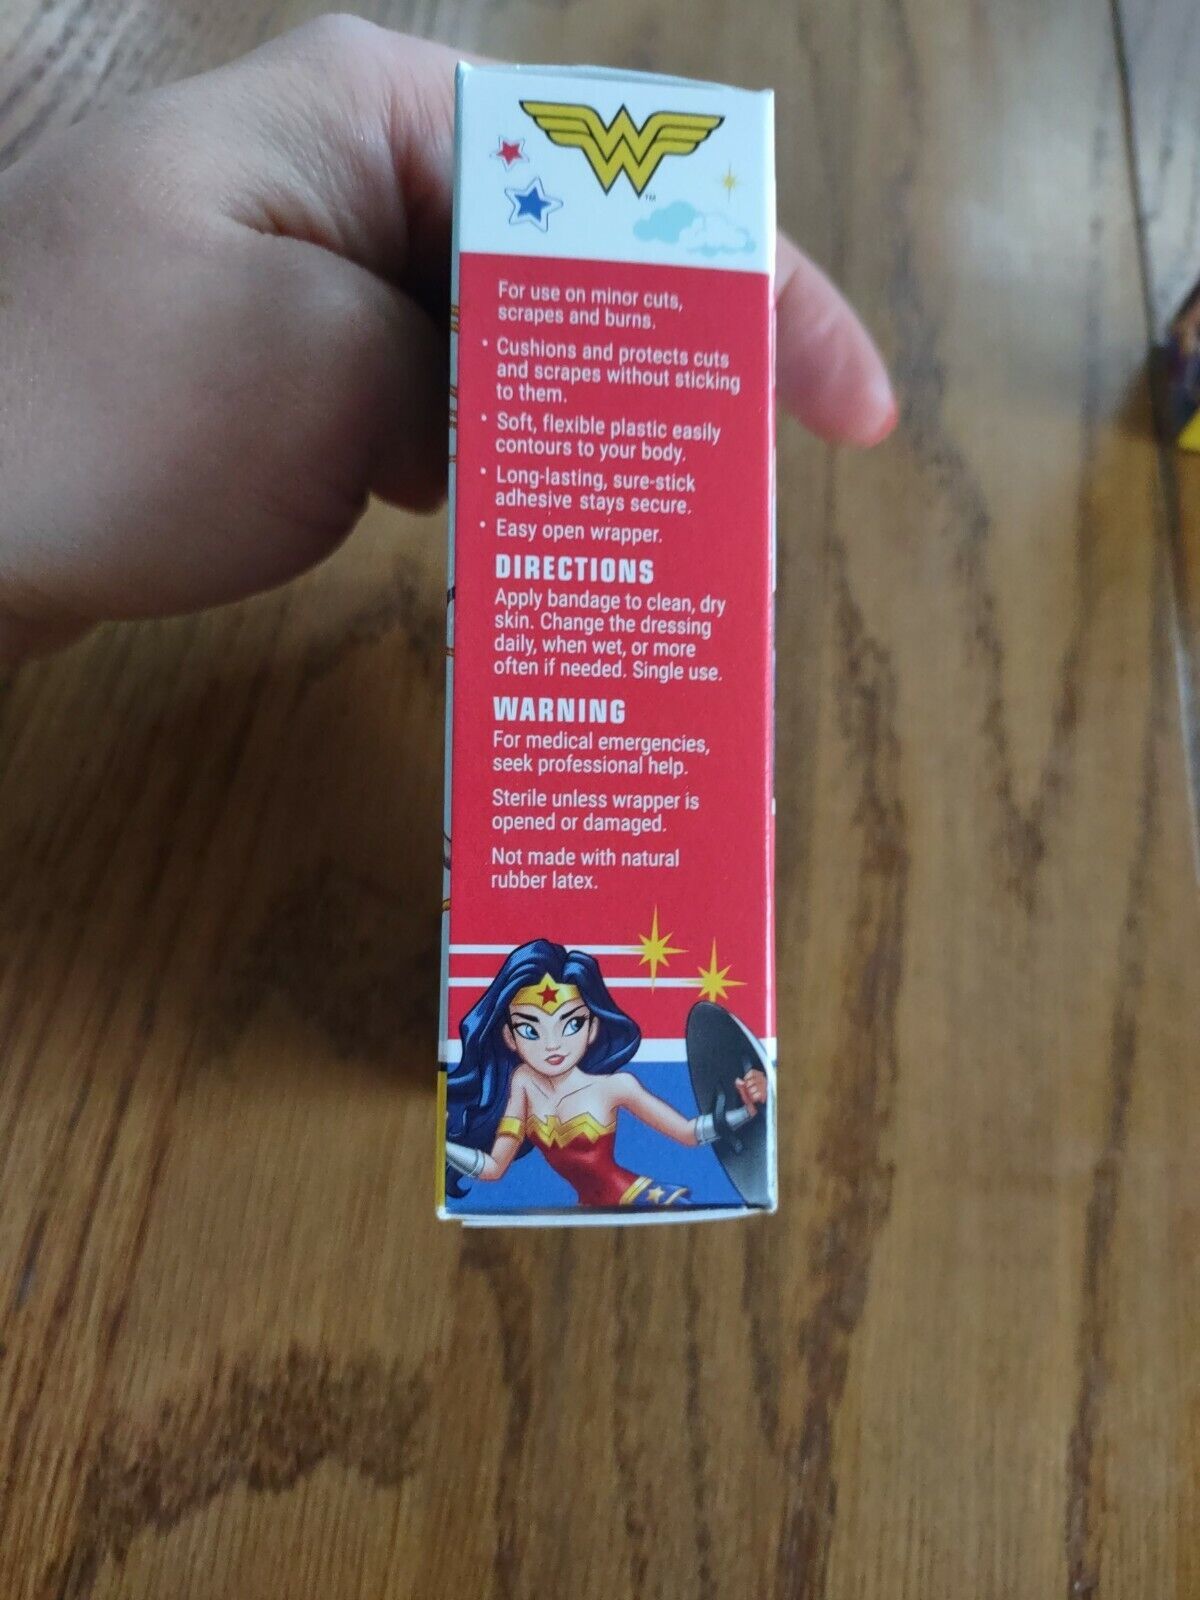 W
TM
For use on minor cuts,
scrapes and burns.
• Cushions and protects cuts
and scrapes without sticking
to them.
• Soft, flexible plastic easily
contours to your body.
• Long-lasting, sure-stick
adhesive stays secure.
• Easy open wrapper.
DIRECTIONS
Apply bandage to clean, dry
skin. Change the dressing
daily, when wet, or more
often if needed. Single use.
WARNING
For medical emergencies,
seek professional help.
Sterile unless wrapper is
opened or damaged.
Not made with natural
rubber latex.